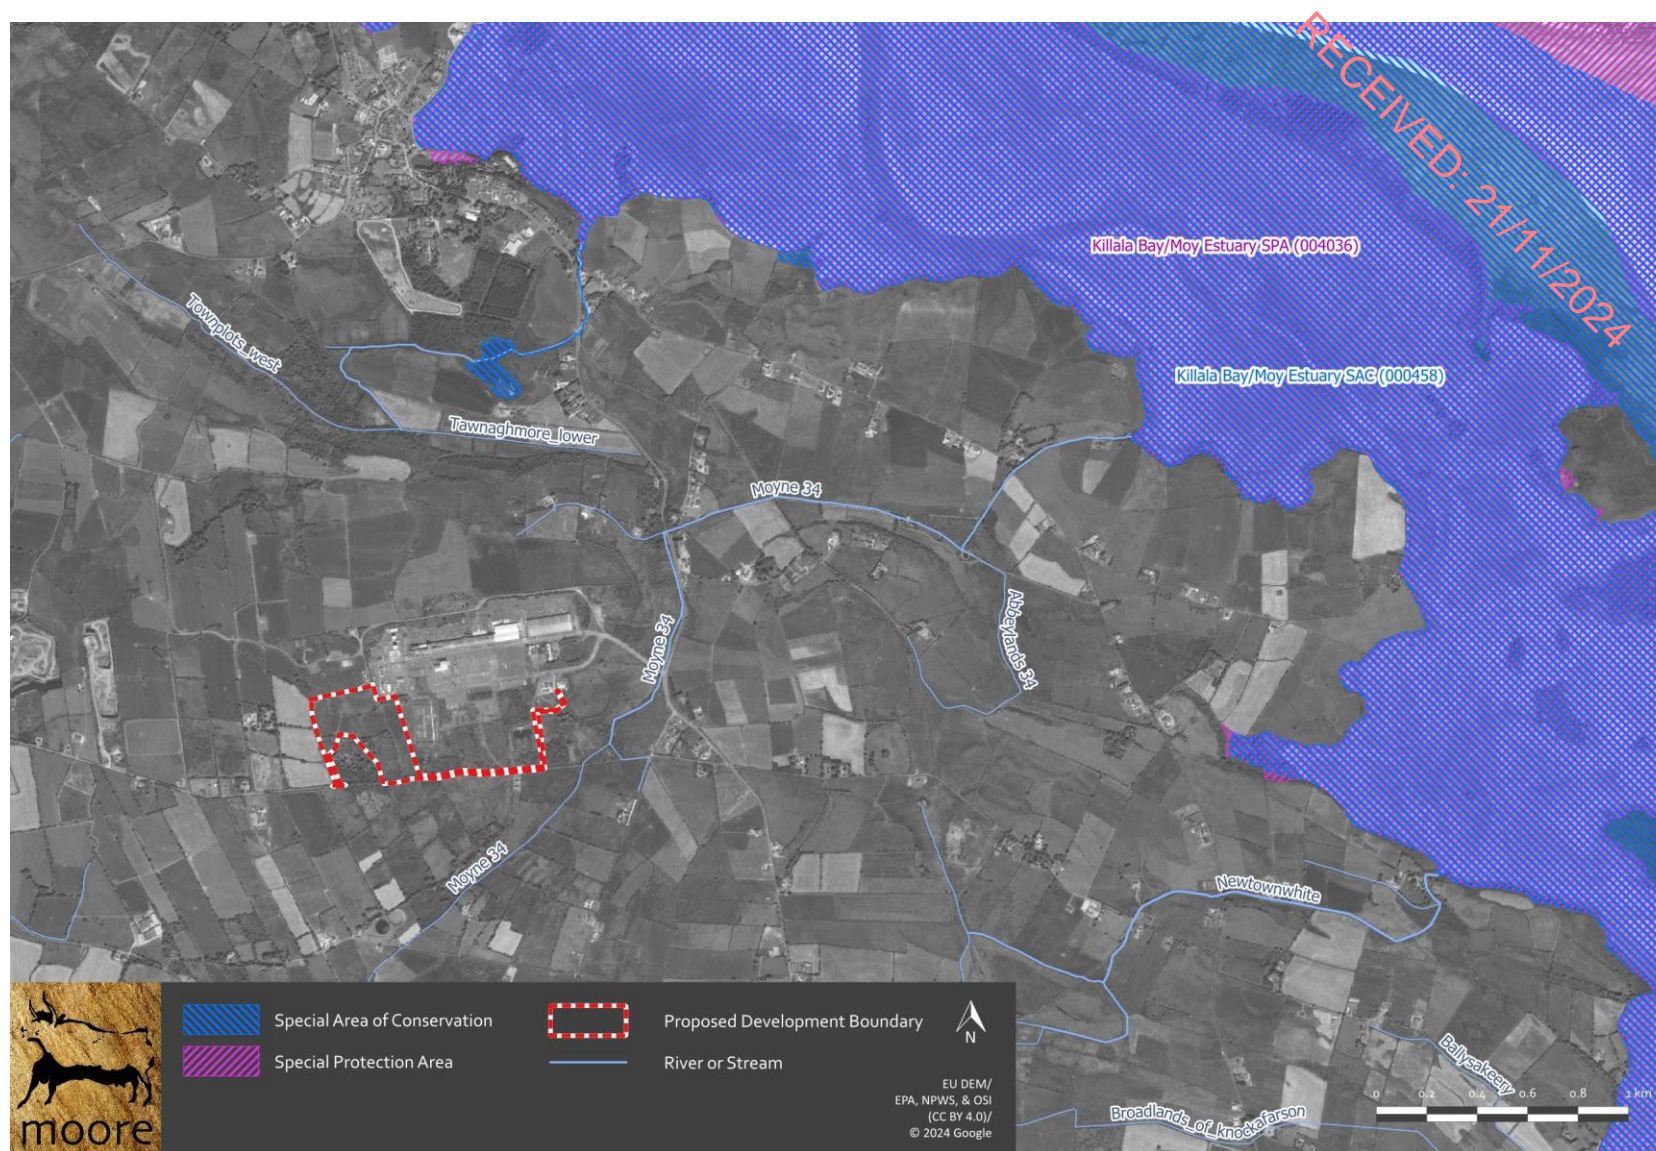 RECEIVED: 21/11/2024
Killala Bay/Moy Estuary SPA (004036)
Killala Bay/Moy Estuary SAC (000458)
Townplots_west
Tawnaghmore_lower
Moyne 34
Moyne 34
Abbeylands 34
Moyne 34
Newtownwhite
Ballysakeery
Broadlands_of_knockafarson
moore
Special Area of Conservation
Special Protection Area
Proposed Development Boundary
River or Stream
N
EU DEM/
EPA, NPWS, & OSI
(CC BY 4.0)/
© 2024 Google
0 0.2 0.4 0.6 0.8 1 km